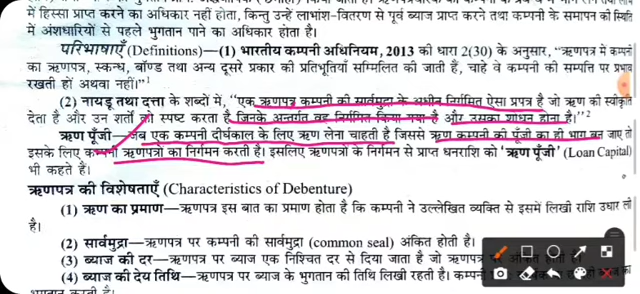 में हिस्सा प्राप्त करने का अधिकार नहीं होता, किन्तु उन्हें लाभांश-वितरण से पूर्व ब्याज प्राप्त करने तथा कम्पनी के समापन की स्थिति
में अंशधारियों से पहले भुगतान पाने का अधिकार होता है।
परिभाषाएँ (Definitions)—(1) भारतीय कम्पनी अधिनियम, 2013 की धारा 2(30) के अनुसार, “ऋणपत्र में कम्पनी
का ऋणपत्र, स्कन्ध, बॉण्ड तथा अन्य दूसरे प्रकार की प्रतिभूतियाँ सम्मिलित की जाती हैं, चाहे वे कम्पनी की सम्पत्ति पर प्रभाव
रखती हों अथवा नहीं।”¹
(2) नायडू तथा दत्ता के शब्दों में, “एक ऋणपत्र कम्पनी की सार्वमुद्रा के अधीन निर्गमित ऐसा प्रपत्र है जो ऋण की स्वीकृति
देता है और उन शर्तों को स्पष्ट करता है जिनके अन्तर्गत वह निर्गमित किया गया है और उसका शोधन होना है।”²
ऋण पूँजी—जब एक कम्पनी दीर्घकाल के लिए ऋण लेना चाहती है जिससे ऋण कम्पनी की पूँजी का ही भाग बन जाए तो
इसके लिए कम्पनी ऋणपत्रों का निर्गमन करती है। इसलिए ऋणपत्रों के निर्गमन से प्राप्त धनराशि को ‘ऋण पूँजी’ (Loan Capital)
भी कहते हैं।
ऋणपत्र की विशेषताएँ (Characteristics of Debenture)
(1) ऋण का प्रमाण—ऋणपत्र इस बात का प्रमाण होता है कि कम्पनी ने उल्लेखित व्यक्ति से इसमें लिखी राशि उधार ली
है।
(2) सार्वमुद्रा—ऋणपत्र पर कम्पनी की सार्वमुद्रा (common seal) अंकित होती है।
(3) ब्याज की दर—ऋणपत्र पर ब्याज एक निश्चित दर से दिया जाता है जो ऋणपत्र
(4) ब्याज की देय तिथि—ऋणपत्र पर ब्याज के भुगतान की तिथि लिखी रहती है।